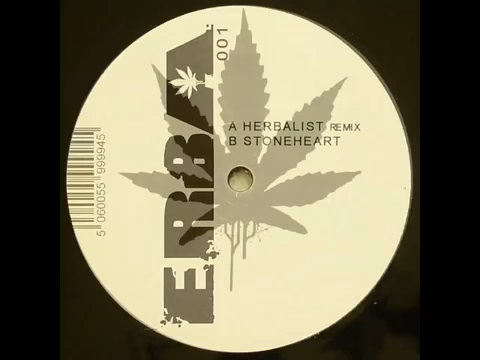 ERBA
001
A HERBALIST REMIX
B STONEHEART
5 060055 999945